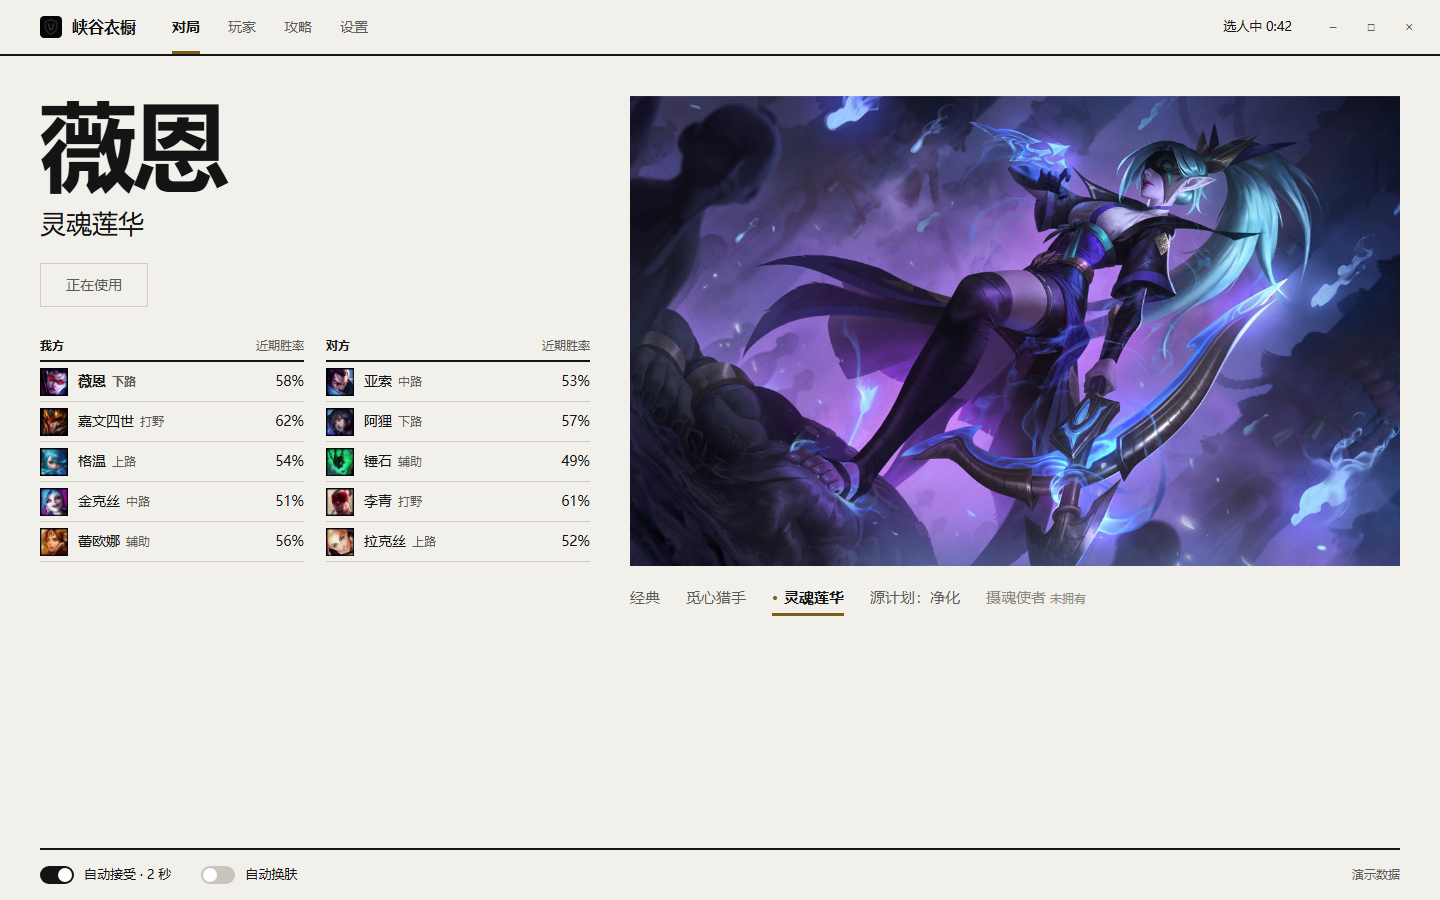 峡谷衣橱 对局 玩家 攻略 设置 选人中 0:42
薇恩
灵魂莲华
正在使用
我方 近期胜率
薇恩 下路 58%
嘉文四世 打野 62%
格温 上路 54%
金克丝 中路 51%
蕾欧娜 辅助 56%
对方 近期胜率
亚索 中路 53%
阿狸 下路 57%
锤石 辅助 49%
李青 打野 61%
拉克丝 上路 52%
经典 觅心猎手 • 灵魂莲华 源计划：净化 摄魂使者 未拥有
自动接受 · 2 秒 自动换肤 演示数据